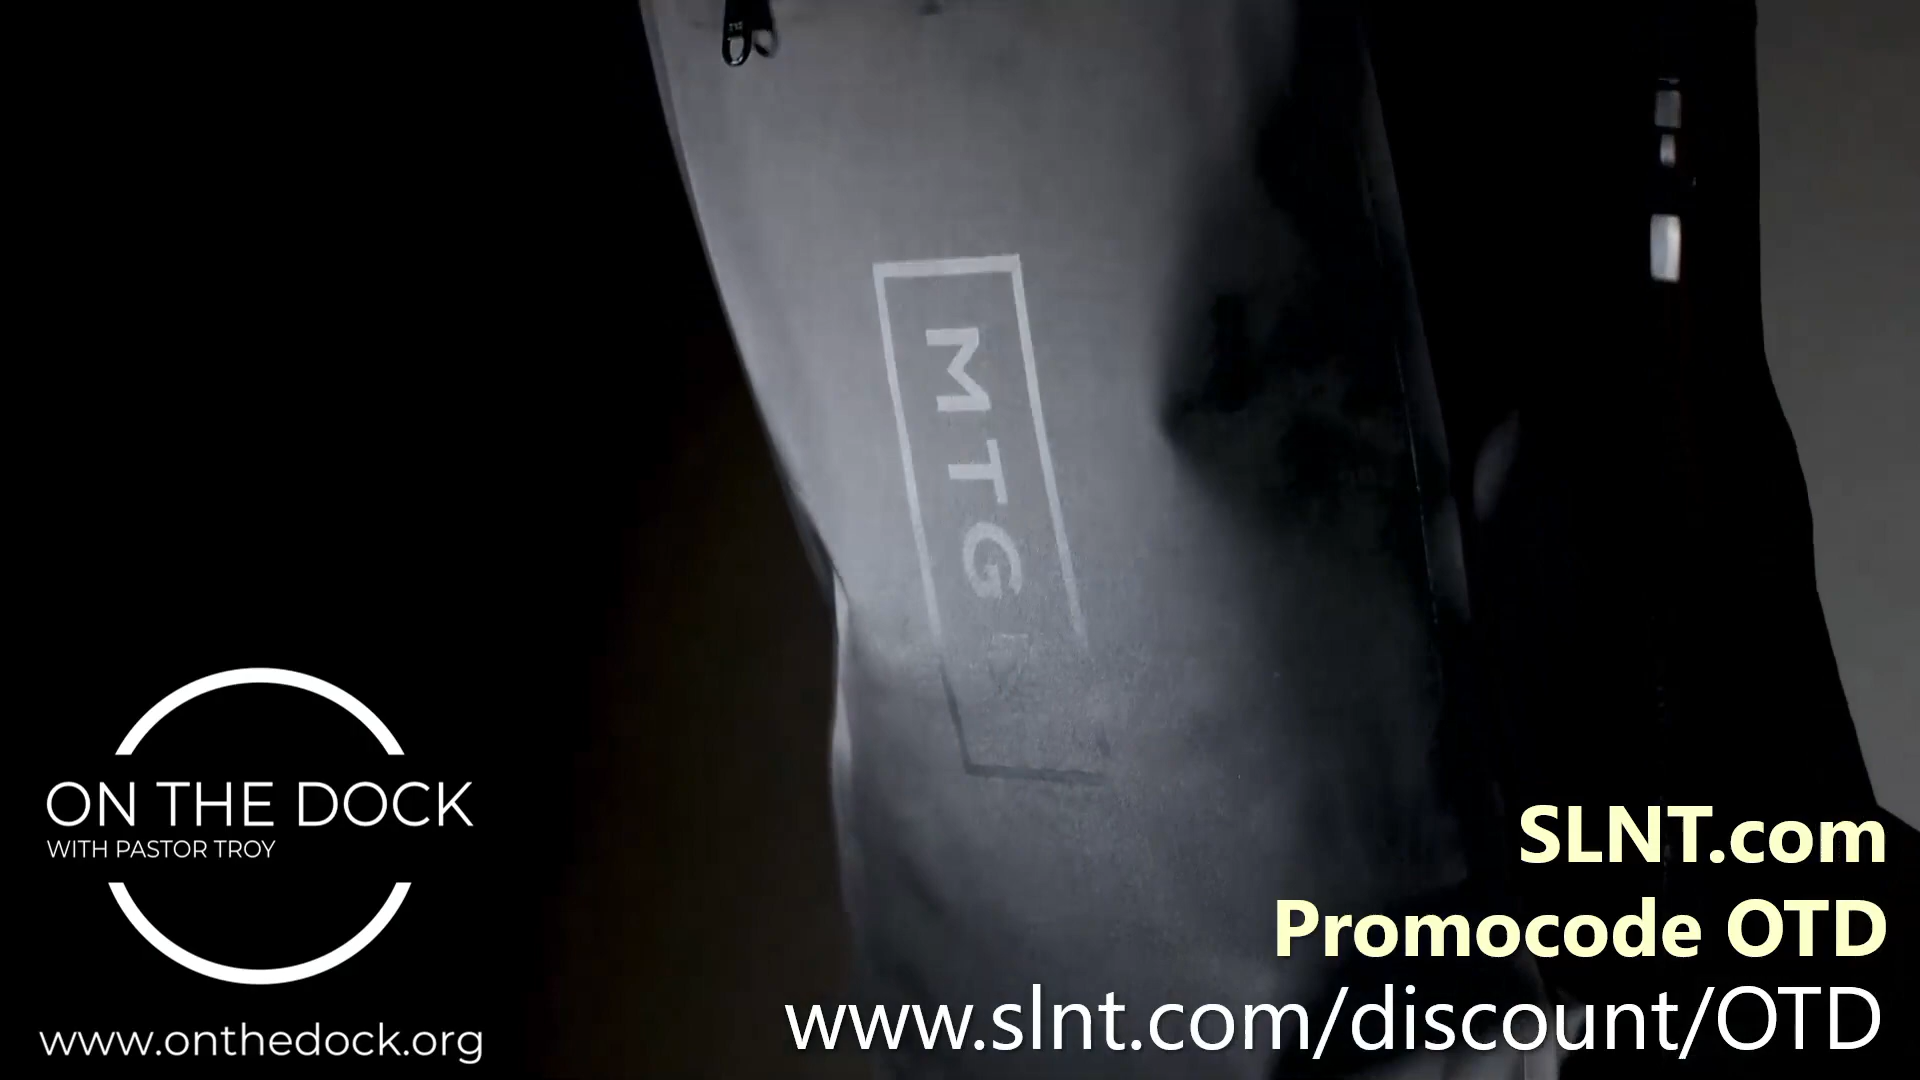 MTG
ON THE DOCK
WITH PASTOR TROY
www.onthedock.org
SLNT.com
Promocode OTD
www.slnt.com/discount/OTD